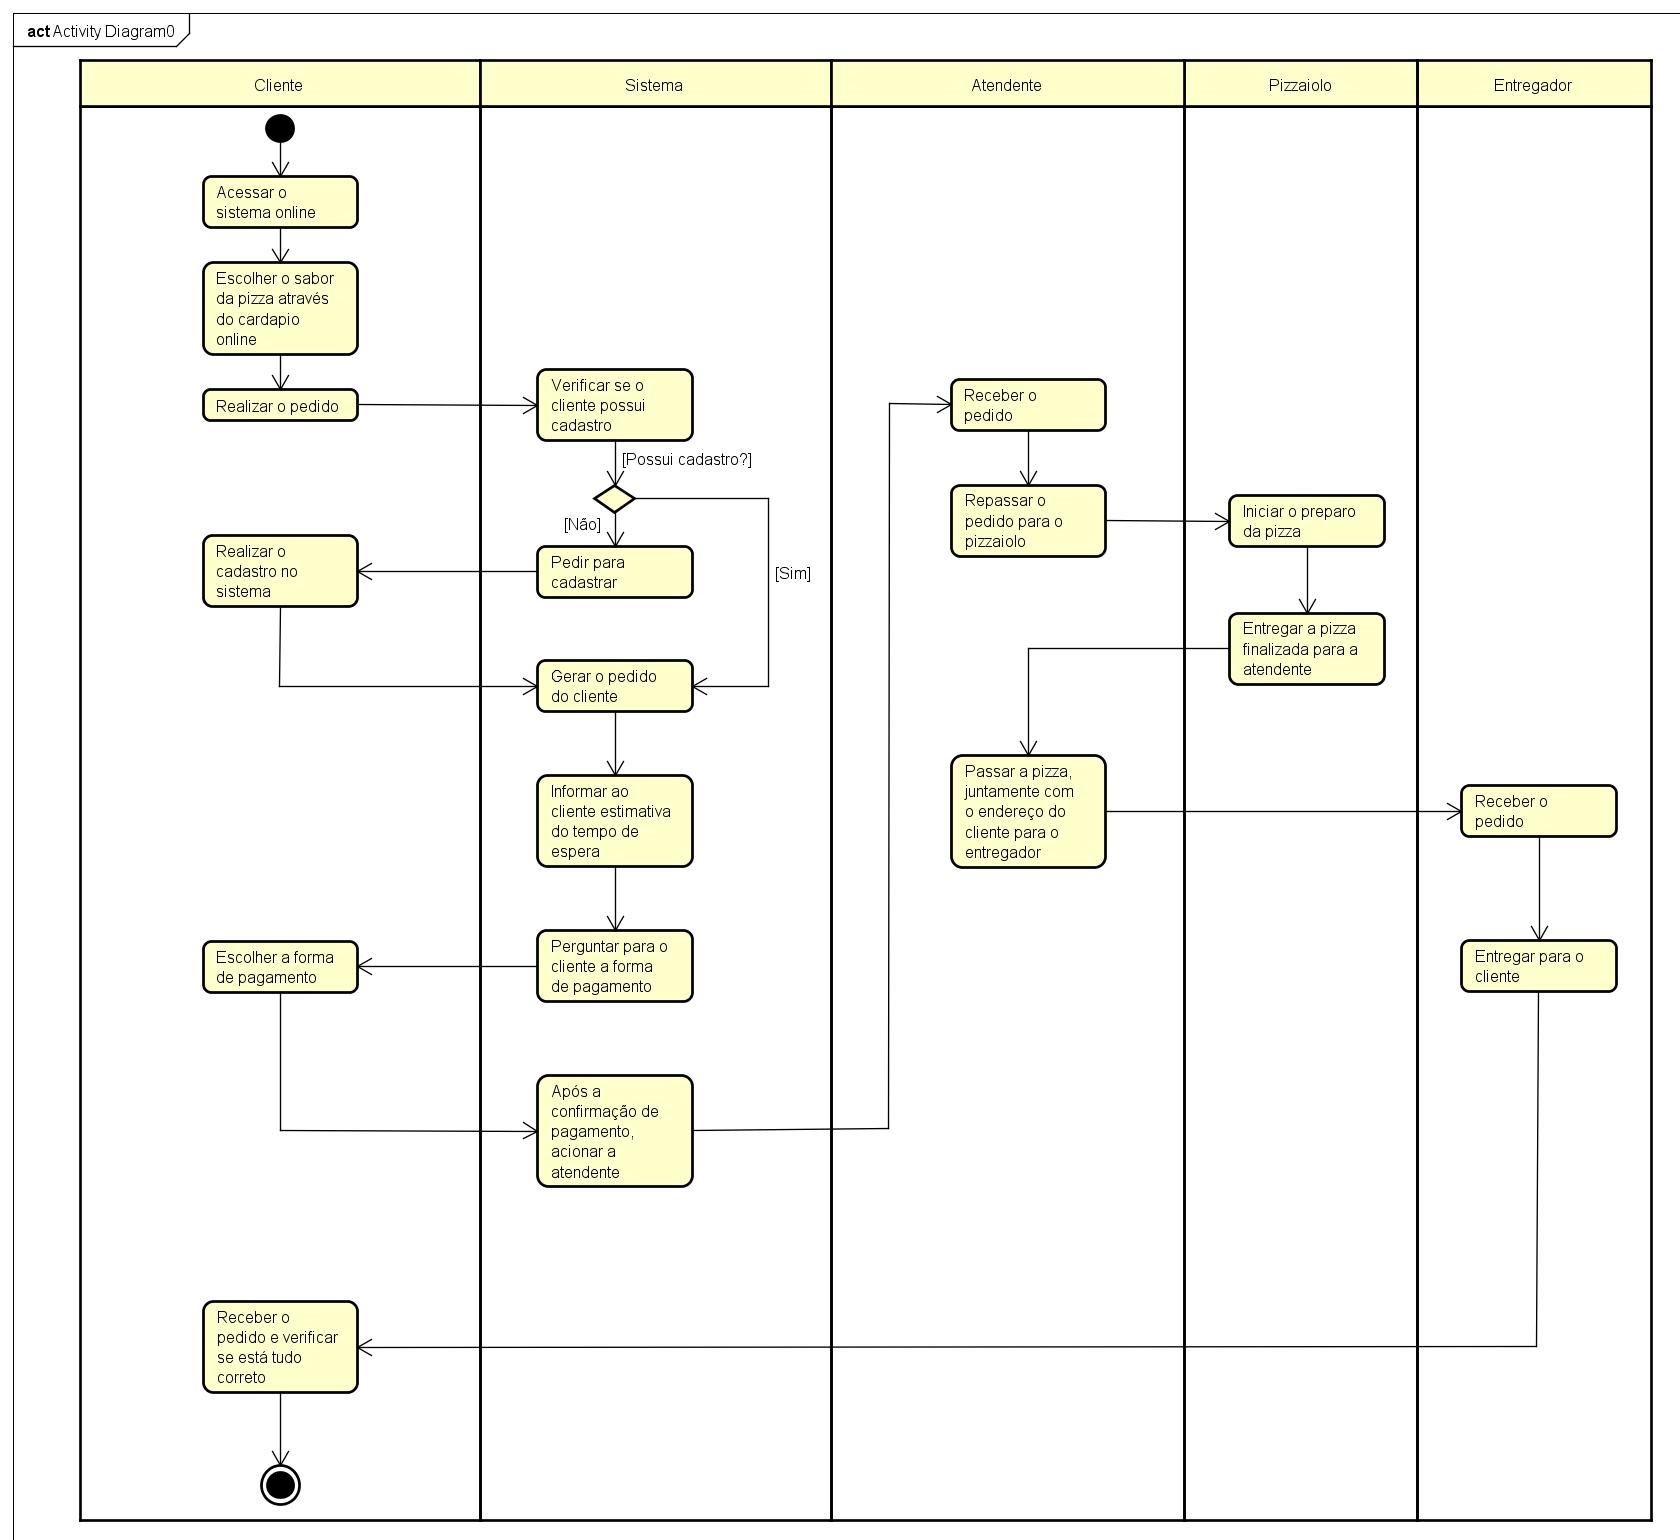 act Activity Diagram0
Cliente
Sistema
Atendente
Pizzaiolo
Entregador
Acessar o
sistema online
Escolher o sabor
da pizza através
do cardapio
online
Realizar o pedido
Verificar se o
cliente possui
cadastro
[Possui cadastro?]
[Não]
[Sim]
Pedir para
cadastrar
Realizar o
cadastro no
sistema
Gerar o pedido
do cliente
Informar ao
cliente estimativa
do tempo de
espera
Perguntar para o
cliente a forma
de pagamento
Escolher a forma
de pagamento
Após a
confirmação de
pagamento,
acionar a
atendente
Receber o
pedido
Repassar o
pedido para o
pizzaiolo
Iniciar o preparo
da pizza
Entregar a pizza
finalizada para a
atendente
Passar a pizza,
juntamente com
o endereço do
cliente para o
entregador
Receber o
pedido
Entregar para o
cliente
Receber o
pedido e verificar
se está tudo
correto